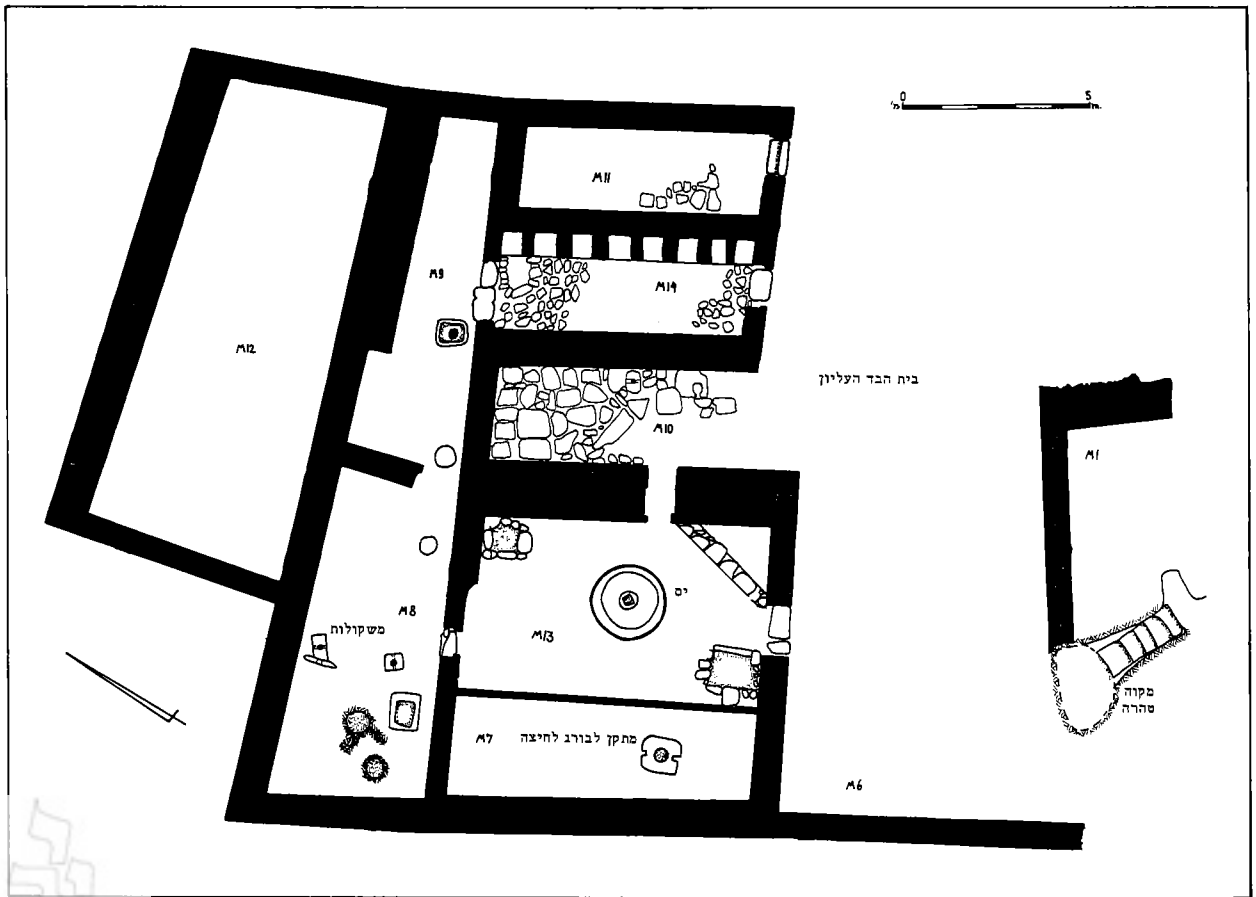 0 5
מ' m.
M11
M9
M14
M12
בית הבד העליון
M10
M1
ים
M8
משקולות
M13
מקוה
טהרה
M7 מתקן לבורג לחיצה
M6